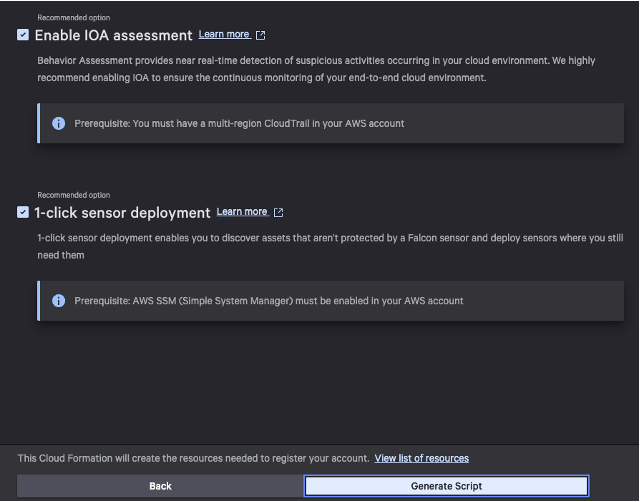 Recommended option
Enable IOA assessment Learn more
Behavior Assessment provides near real-time detection of suspicious activities occurring in your cloud environment. We highly
recommend enabling IOA to ensure the continuous monitoring of your end-to-end cloud environment.
Prerequisite: You must have a multi-region CloudTrail in your AWS account
Recommended option
1-click sensor deployment Learn more
1-click sensor deployment enables you to discover assets that aren't protected by a Falcon sensor and deploy sensors where you still
need them
Prerequisite: AWS SSM (Simple System Manager) must be enabled in your AWS account
This Cloud Formation will create the resources needed to register your account. View list of resources
Back Generate Script